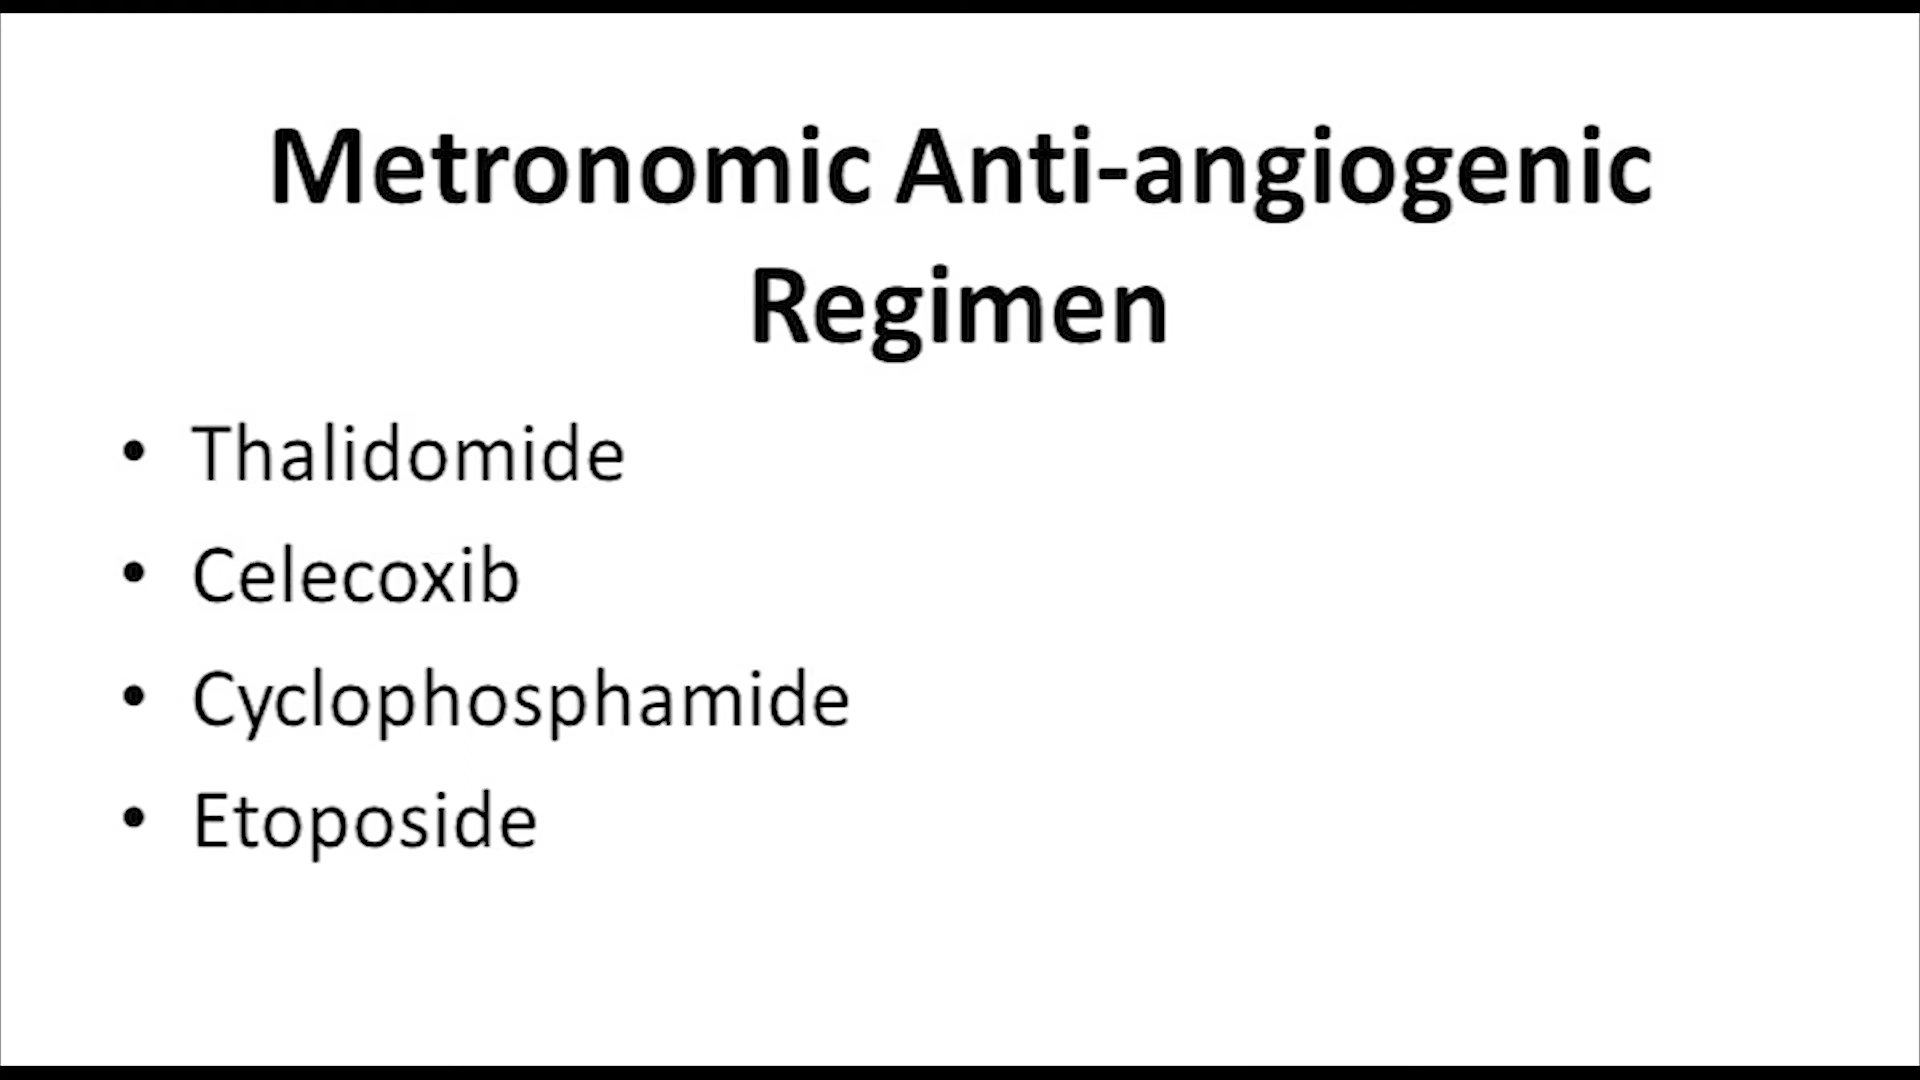 Metronomic Anti-angiogenic
Regimen
• Thalidomide
• Celecoxib
• Cyclophosphamide
• Etoposide